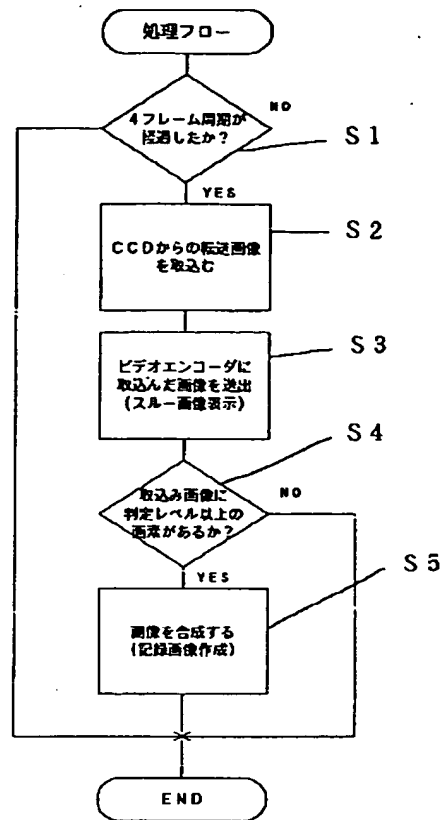 処理フロー
4フレーム周期が
経過したか?
NO
S1
YES
CCDからの転送画像
を取込む
S2
ビデオエンコーダに
取込んだ画像を送出
(スルー画像表示)
S3
取込み画像に
判定レベル以上の
画素があるか?
NO
S4
YES
画像を合成する
(記録画像作成)
S5
END